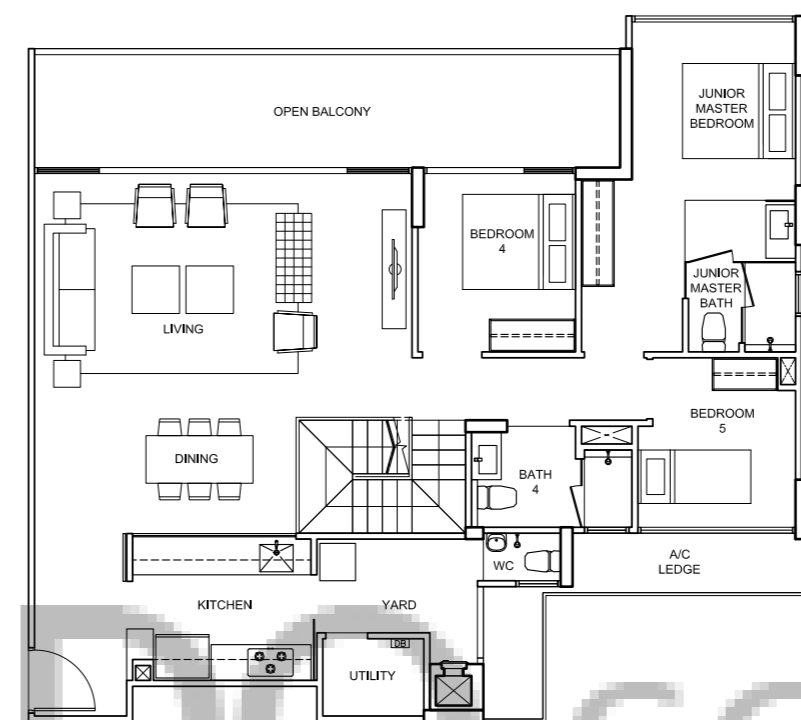 OPEN BALCONY
JUNIOR
MASTER
BEDROOM
BEDROOM
4
JUNIOR
MASTER
BATH
LIVING
BEDROOM
5
DINING
BATH
4
WC
A/C
LEDGE
KITCHEN
YARD
DB
UTILITY